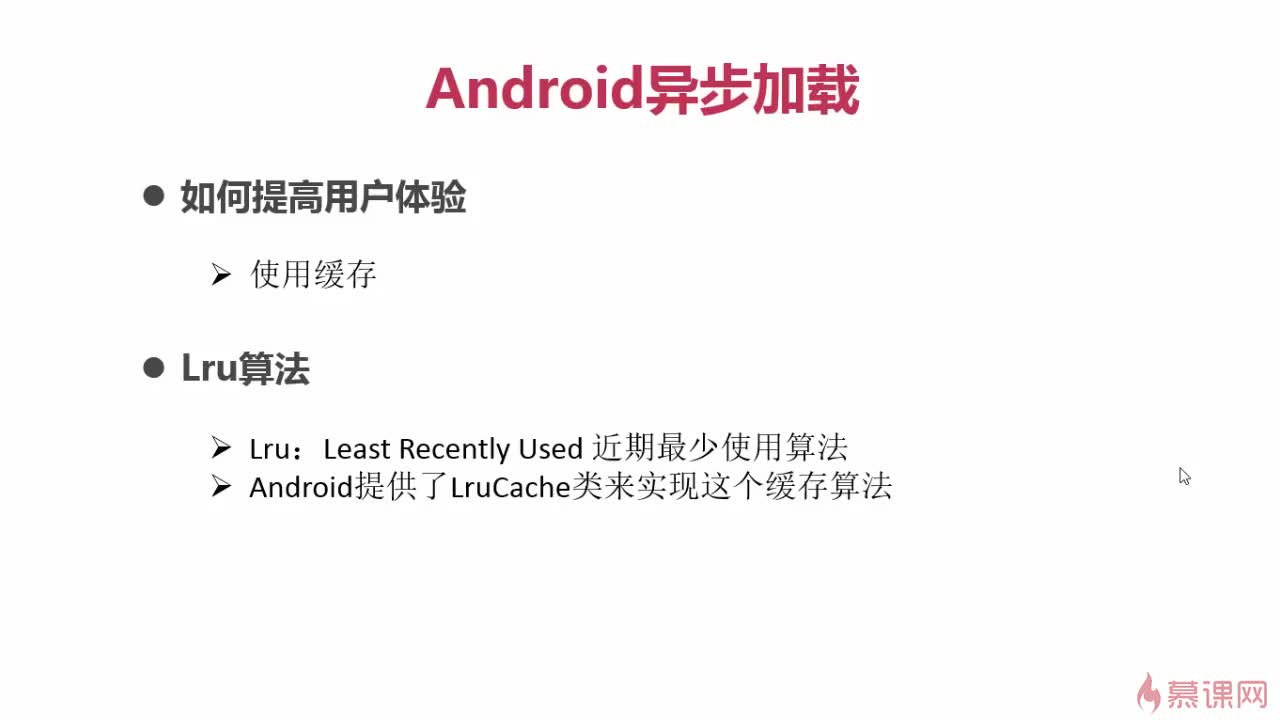 Android异步加载
如何提高用户体验
使用缓存
Lru算法
Lru：Least Recently Used 近期最少使用算法
Android提供了LruCache类来实现这个缓存算法
慕课网